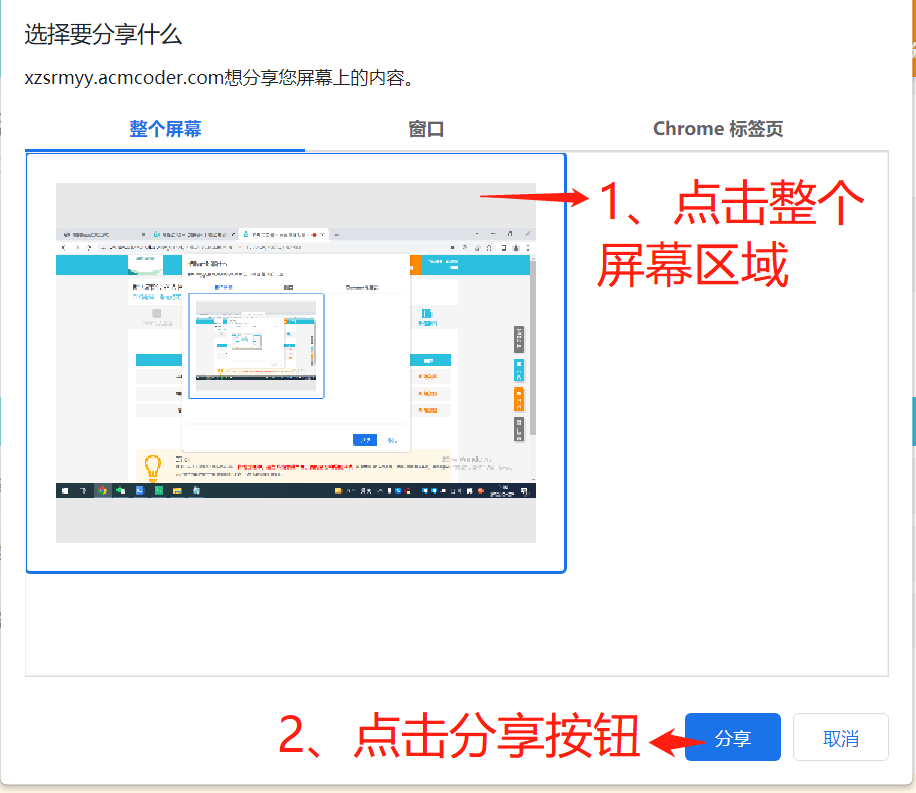 选择要分享什么
xzsrmyy.acmcoder.com想分享您屏幕上的内容。
整个屏幕
窗口
Chrome 标签页
1、点击整个
屏幕区域
2、点击分享按钮
分享
取消